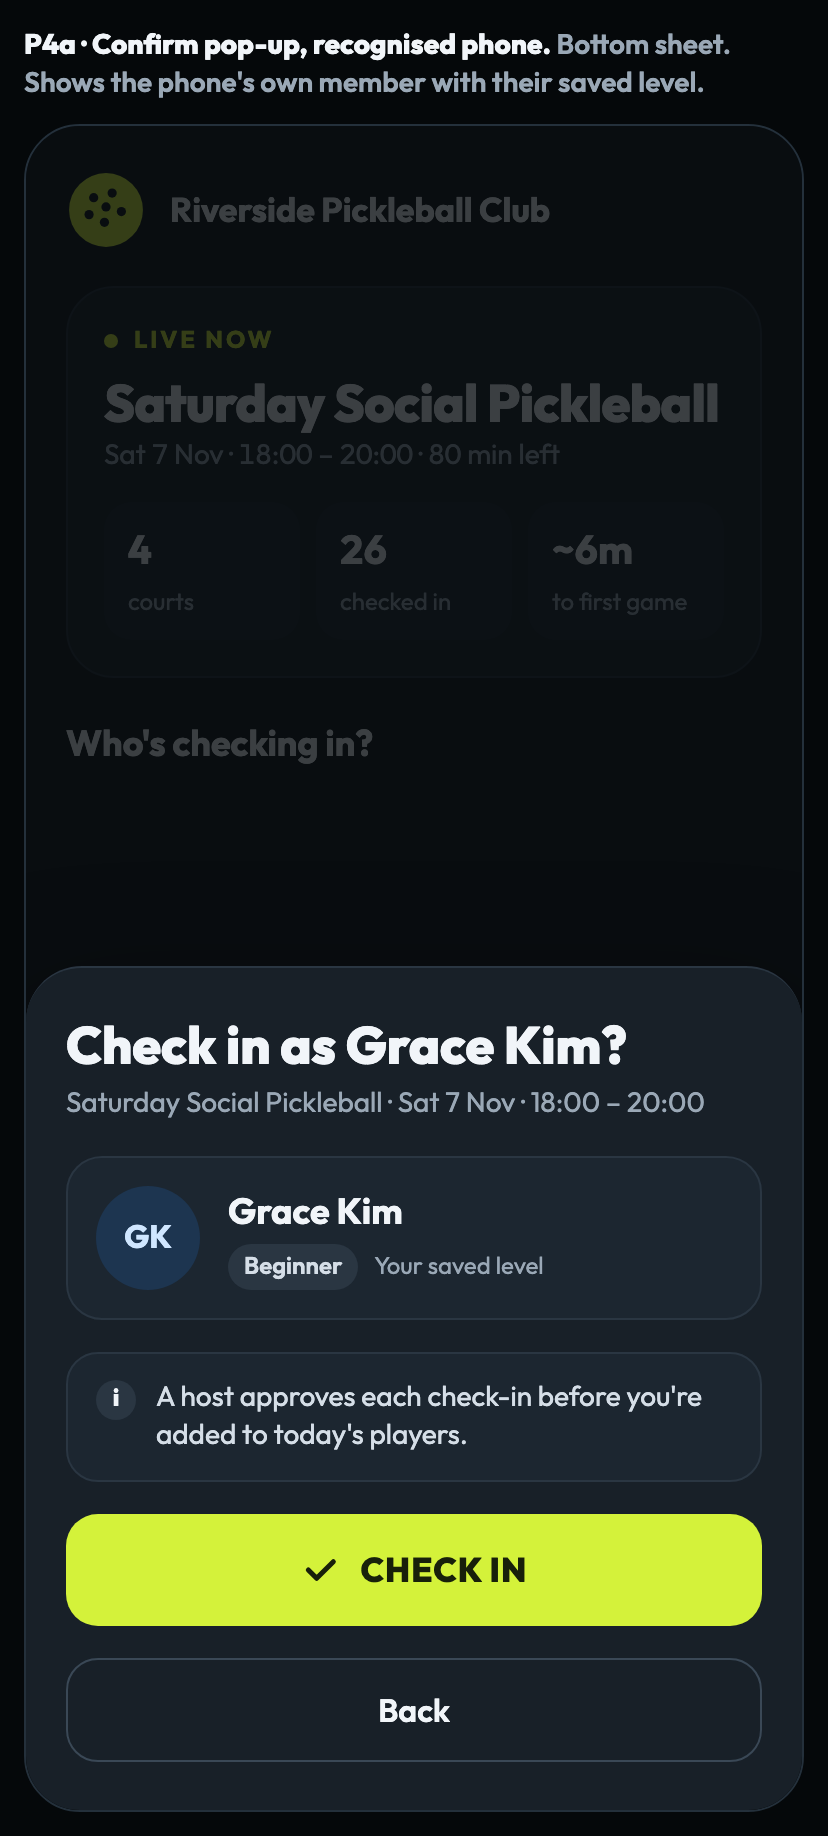 P4a · Confirm pop-up, recognised phone. Bottom sheet.
Shows the phone's own member with their saved level.
Riverside Pickleball Club
LIVE NOW
Saturday Social Pickleball
Sat 7 Nov · 18:00 – 20:00 · 80 min left
4 26 ~6m
courts checked in to first game
Who's checking in?
Check in as Grace Kim?
Saturday Social Pickleball · Sat 7 Nov · 18:00 – 20:00
GK
Grace Kim
Beginner Your saved level
i A host approves each check-in before you're
added to today's players.
CHECK IN
Back